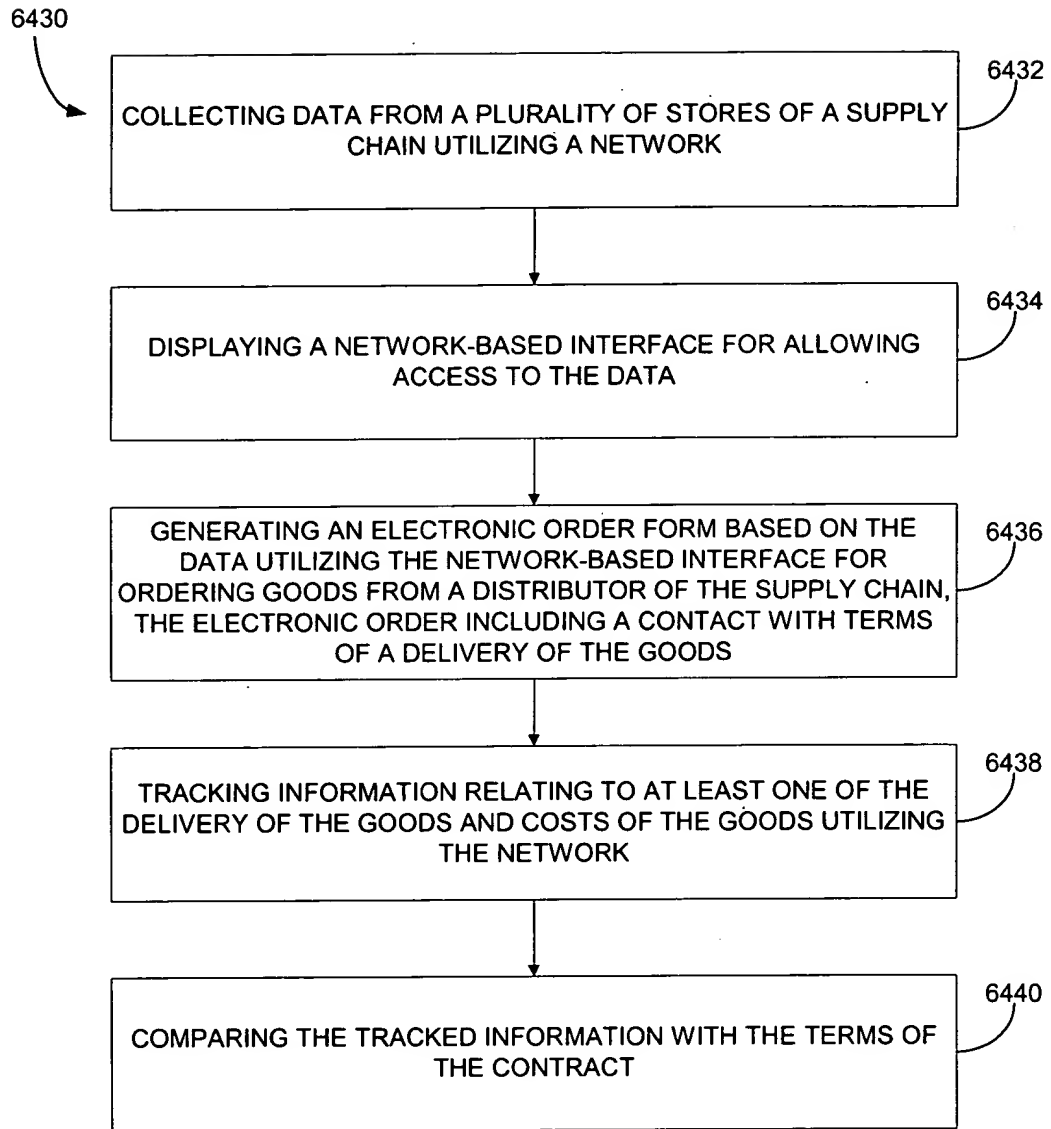 6430
6432
COLLECTING DATA FROM A PLURALITY OF STORES OF A SUPPLY
CHAIN UTILIZING A NETWORK
6434
DISPLAYING A NETWORK-BASED INTERFACE FOR ALLOWING
ACCESS TO THE DATA
6436
GENERATING AN ELECTRONIC ORDER FORM BASED ON THE
DATA UTILIZING THE NETWORK-BASED INTERFACE FOR
ORDERING GOODS FROM A DISTRIBUTOR OF THE SUPPLY CHAIN,
THE ELECTRONIC ORDER INCLUDING A CONTACT WITH TERMS
OF A DELIVERY OF THE GOODS
6438
TRACKING INFORMATION RELATING TO AT LEAST ONE OF THE
DELIVERY OF THE GOODS AND COSTS OF THE GOODS UTILIZING
THE NETWORK
6440
COMPARING THE TRACKED INFORMATION WITH THE TERMS OF
THE CONTRACT